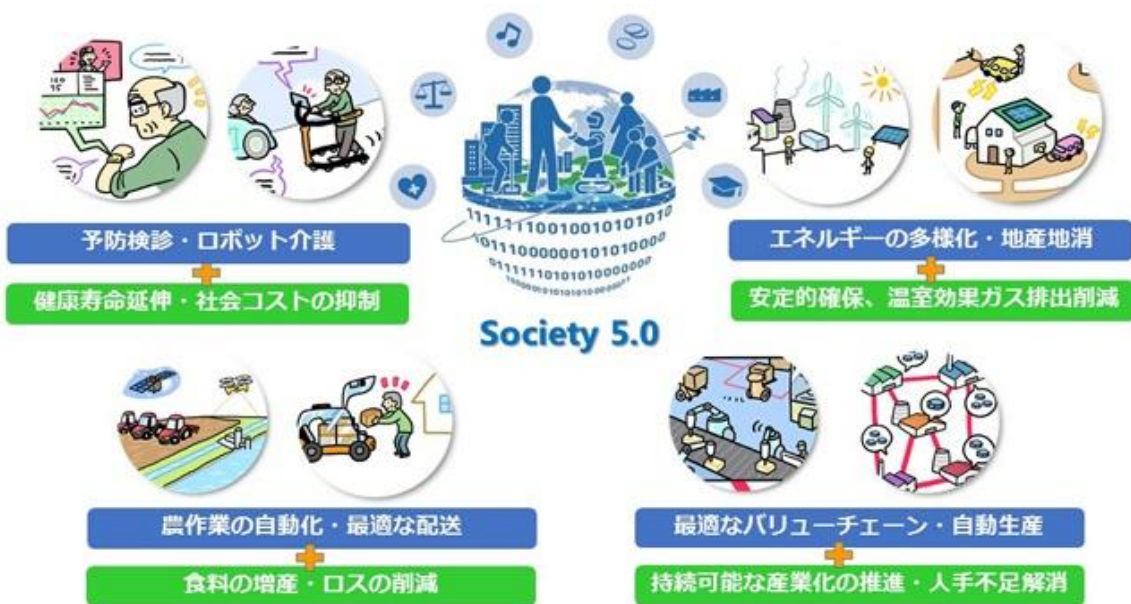 予防検診・ロボット介護
健康寿命延伸・社会コストの抑制
エネルギーの多様化・地産地消
安定的確保、温室効果ガス排出削減
1111111001001010101010
10111000000101010000
01111110101010000000
Society 5.0
農作業の自動化・最適な配送
食料の増産・ロスの削減
最適なバリューチェーン・自動生産
持続可能な産業化の推進・人手不足解消